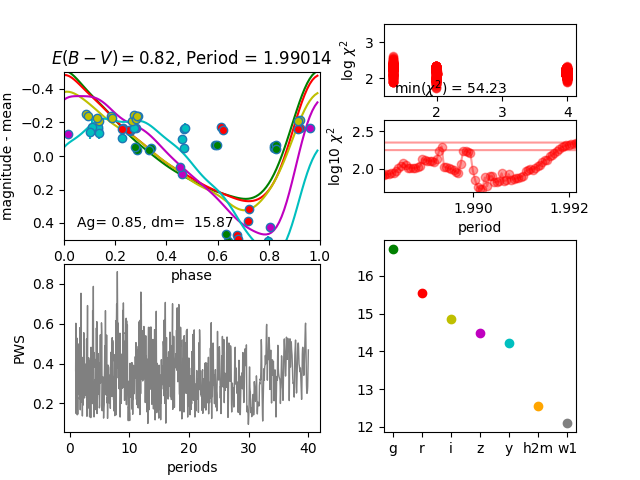 E(B − V) = 0.82, Period = 1.99014
magnitude - mean
−0.4
−0.2
0.0
0.2
0.4
Ag= 0.85, dm=  15.87
0.0 0.2 0.4 0.6 0.8 1.0
phase
log χ²
3
2
min(χ²) = 54.23
2 3 4
log10 χ²
2.5
2.0
1.990 1.992
period
PWS
0.8
0.6
0.4
0.2
0 10 20 30 40
periods
16
15
14
13
12
g r i z y h2m w1